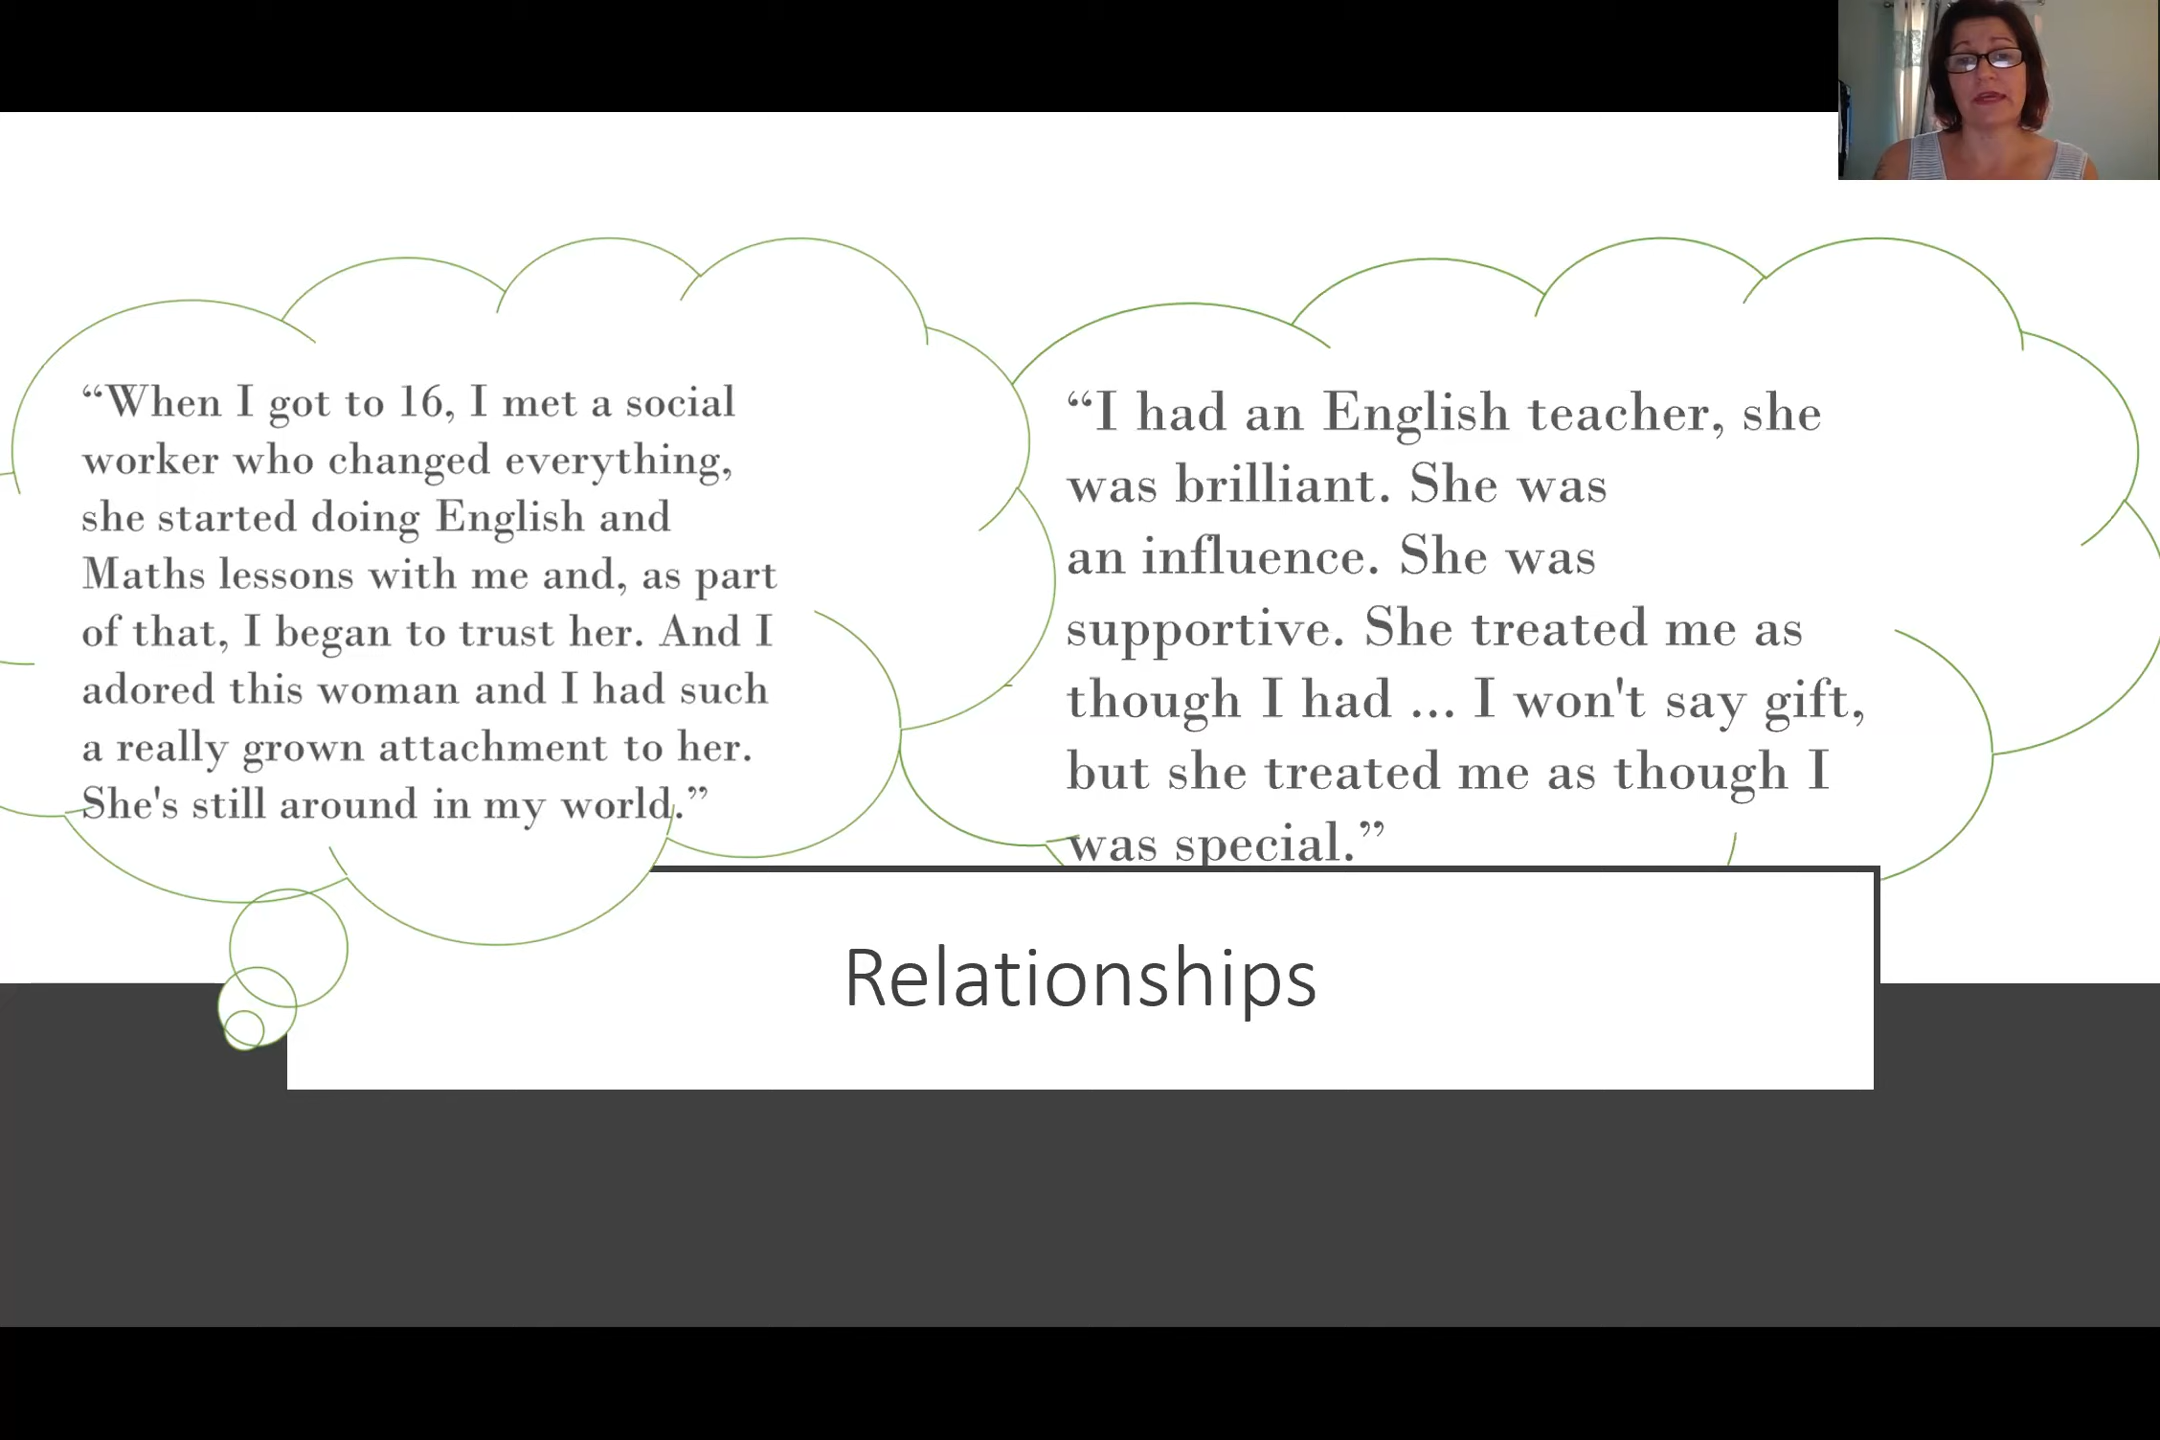 “When I got to 16, I met a social
worker who changed everything,
she started doing English and
Maths lessons with me and, as part
of that, I began to trust her. And I
adored this woman and I had such
a really grown attachment to her.
She's still around in my world.”
“I had an English teacher, she
was brilliant. She was
an influence. She was
supportive. She treated me as
though I had ... I won't say gift,
but she treated me as though I
was special.”
Relationships